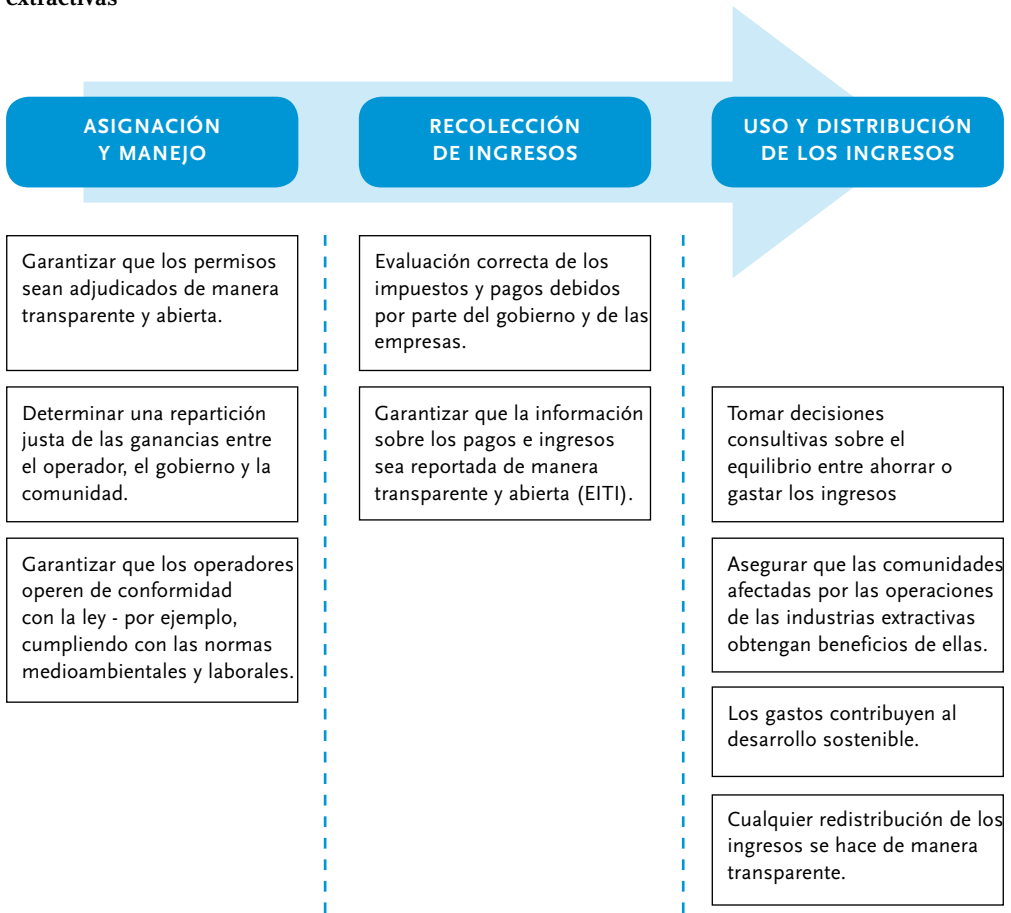 extractivas
ASIGNACIÓN
Y MANEJO
RECOLECCIÓN
DE INGRESOS
USO Y DISTRIBUCIÓN
DE LOS INGRESOS
Garantizar que los permisos
sean adjudicados de manera
transparente y abierta.
Determinar una repartición
justa de las ganancias entre
el operador, el gobierno y la
comunidad.
Garantizar que los operadores
operen de conformidad
con la ley - por ejemplo,
cumpliendo con las normas
medioambientales y laborales.
Evaluación correcta de los
impuestos y pagos debidos
por parte del gobierno y de las
empresas.
Garantizar que la información
sobre los pagos e ingresos
sea reportada de manera
transparente y abierta (EITI).
Tomar decisiones
consultivas sobre el
equilibrio entre ahorrar o
gastar los ingresos
Asegurar que las comunidades
afectadas por las operaciones
de las industrias extractivas
obtengan beneficios de ellas.
Los gastos contribuyen al
desarrollo sostenible.
Cualquier redistribución de los
ingresos se hace de manera
transparente.